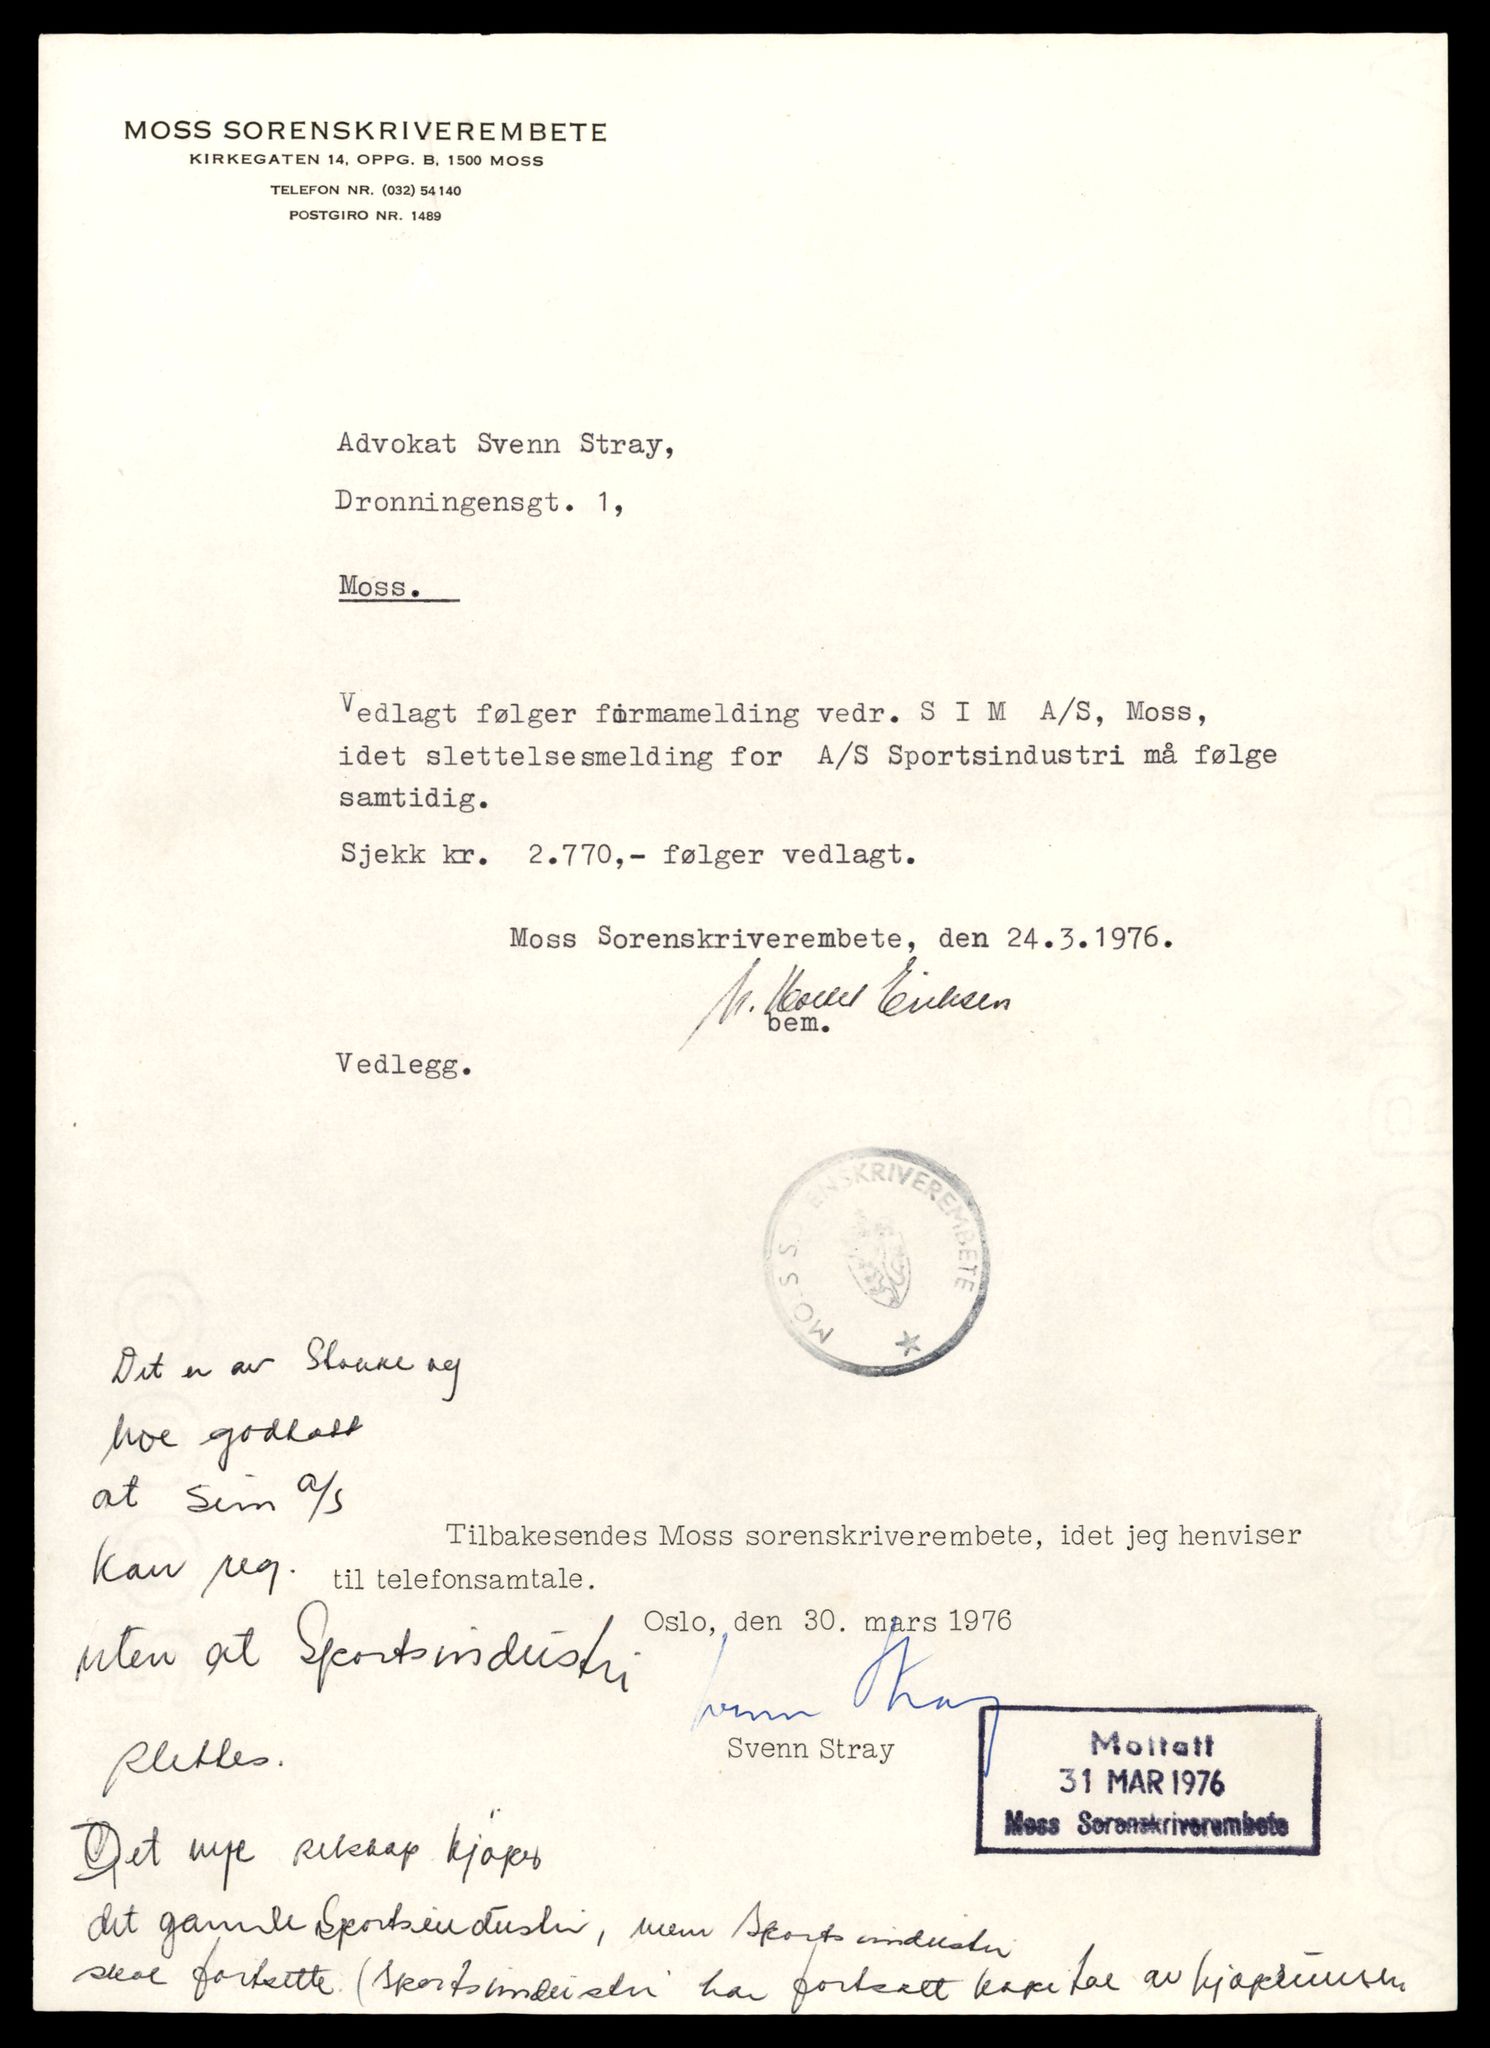 MOSS SORENSKRIVEREMBETE
KIRKEGATEN 14, OPPG. B, 1500 MOSS
TELEFON NR. (032) 54140
POSTGIRO NR. 1489
Advokat Svenn Stray,
Dronningensgt. 1,
Moss.
Vedlagt følger firmamelding vedr. S I M A/S, Moss,
idet slettelsesmelding for A/S Sportsindustri må følge
samtidig.
Sjekk kr. 2.770,- følger vedlagt.
Moss Sorenskriverembete, den 24.3.1976.
Eriksen
bem.
Vedlegg.
MOSS SORENSKRIVEREMBETE
Det er av og
godkatt
at Sim a/s
kan reg.
uten at Sportsindustri
slettes.
Tilbakesendes Moss sorenskriverembete, idet jeg henviser
til telefonsamtale.
Oslo, den 30. mars 1976
Svenn Stray
Svenn Stray
Mottatt
31 MAR 1976
Moss Sorenskriverembete
Det nye selskap kjøper
det gamle Sportsindustri, men Sportsindustri
skal fortsette. (Sportsindustri har fortsatt kapital av kjøpesummen